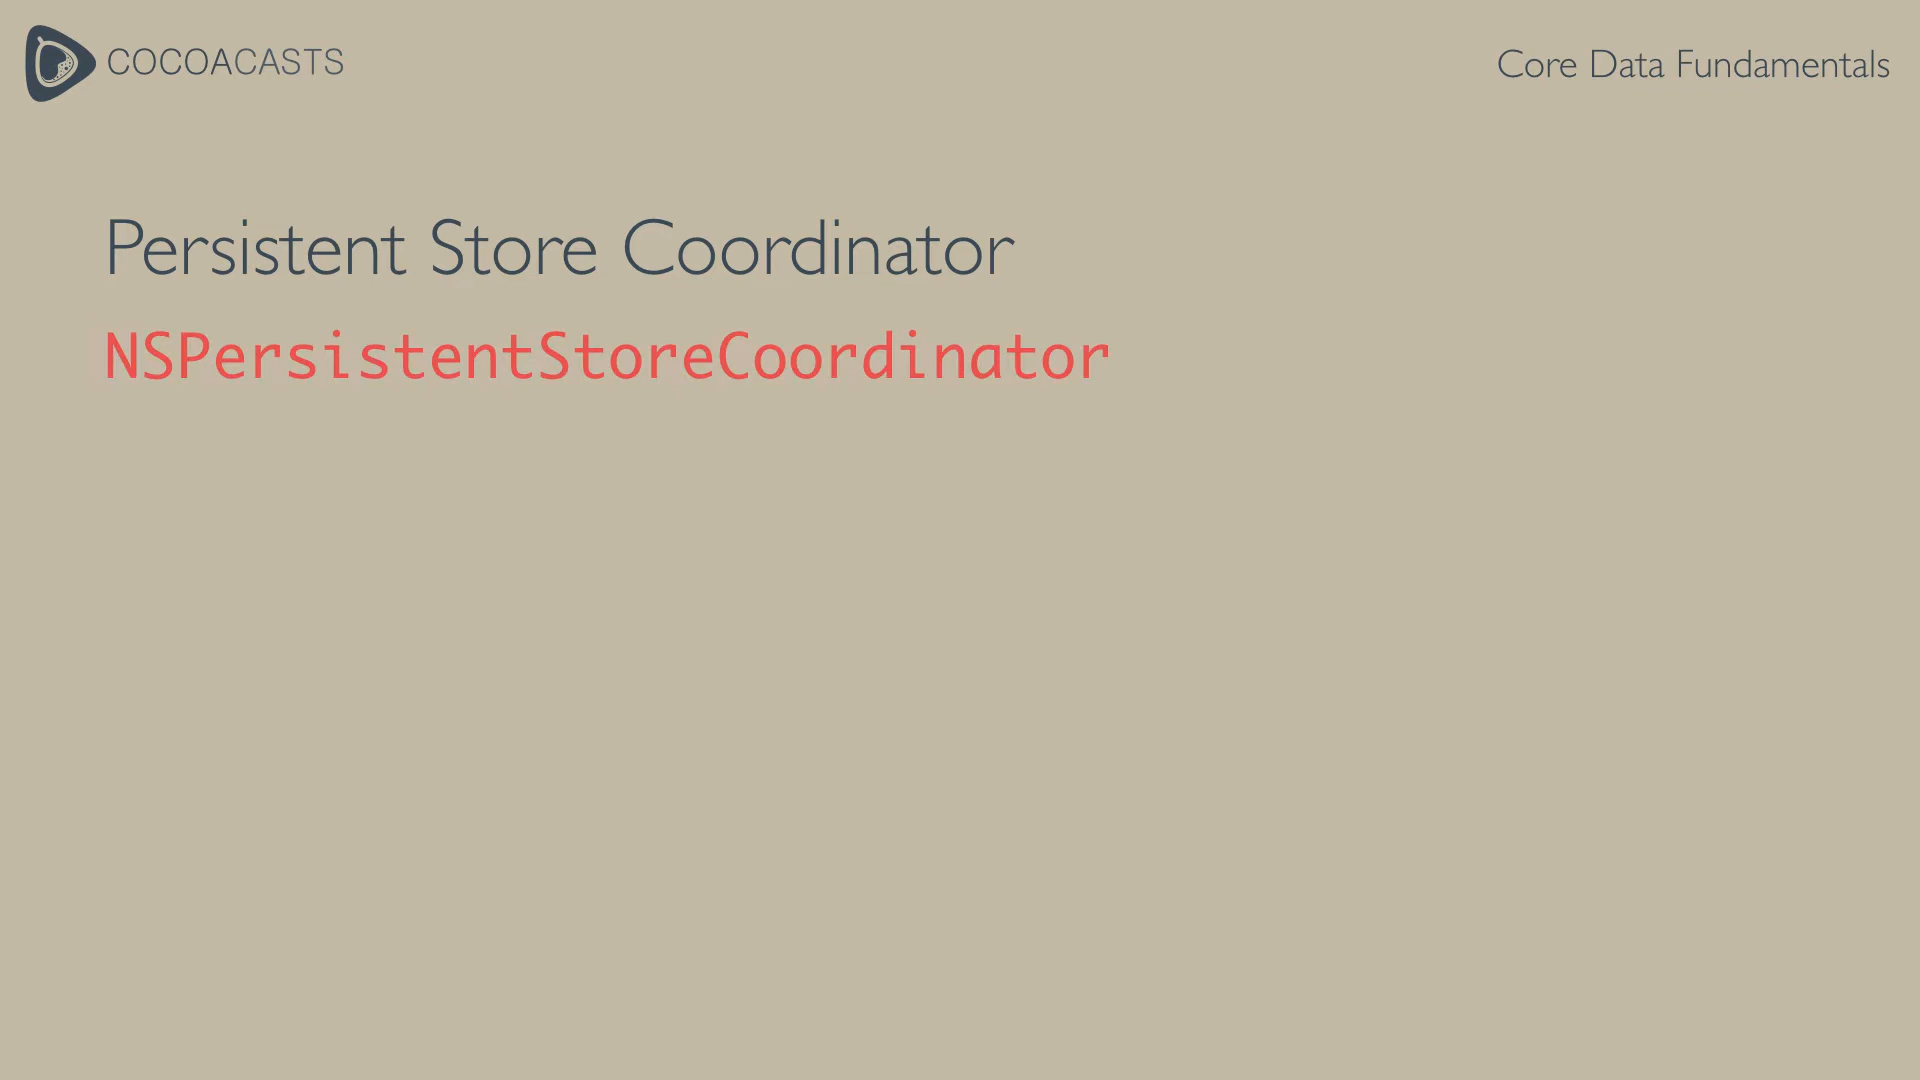 COCOACASTS
Core Data Fundamentals
Persistent Store Coordinator
NSPersistentStoreCoordinator